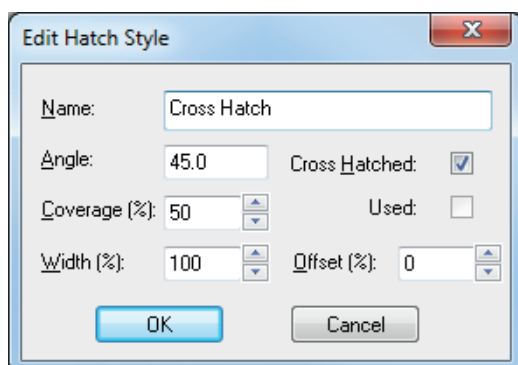 Edit Hatch Style
Name: Cross Hatch
Angle: 45.0 Cross Hatched:
Coverage (%): 50 Used:
Width (%): 100 Offset (%): 0
OK Cancel